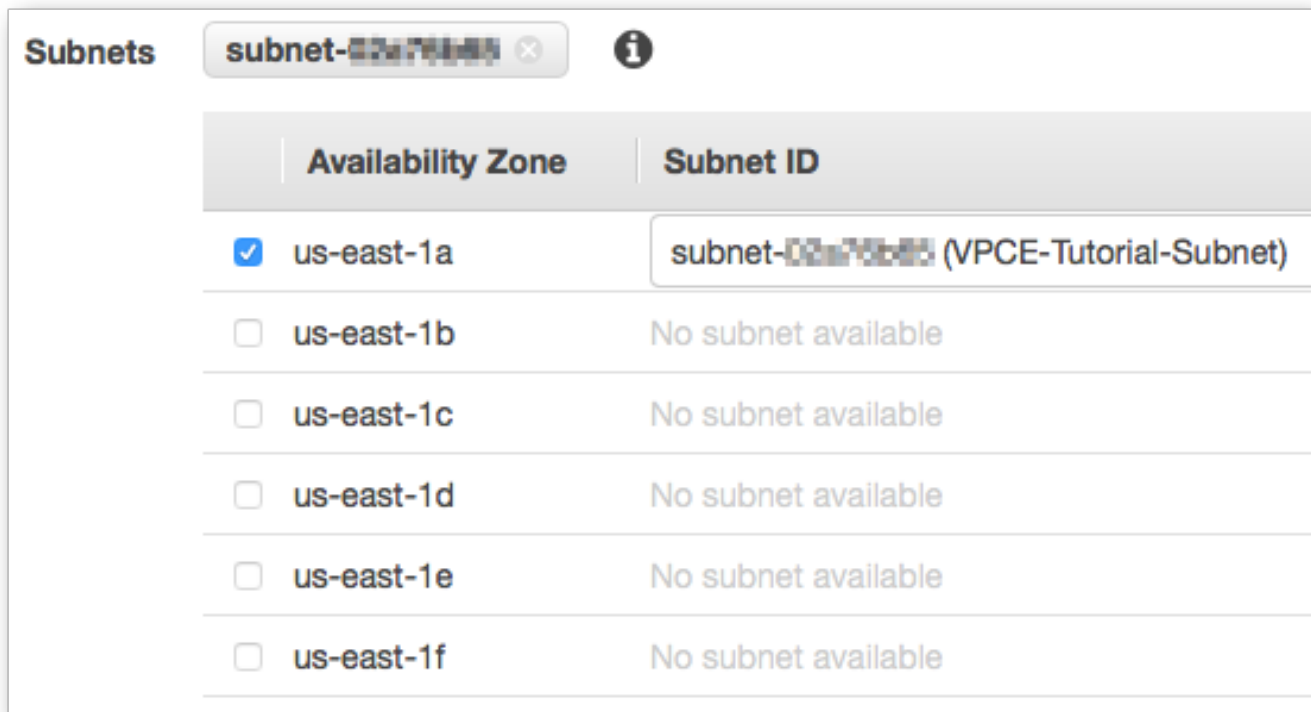 Subnets subnet-
Availability Zone Subnet ID
us-east-1a subnet- (VPCE-Tutorial-Subnet)
us-east-1b No subnet available
us-east-1c No subnet available
us-east-1d No subnet available
us-east-1e No subnet available
us-east-1f No subnet available